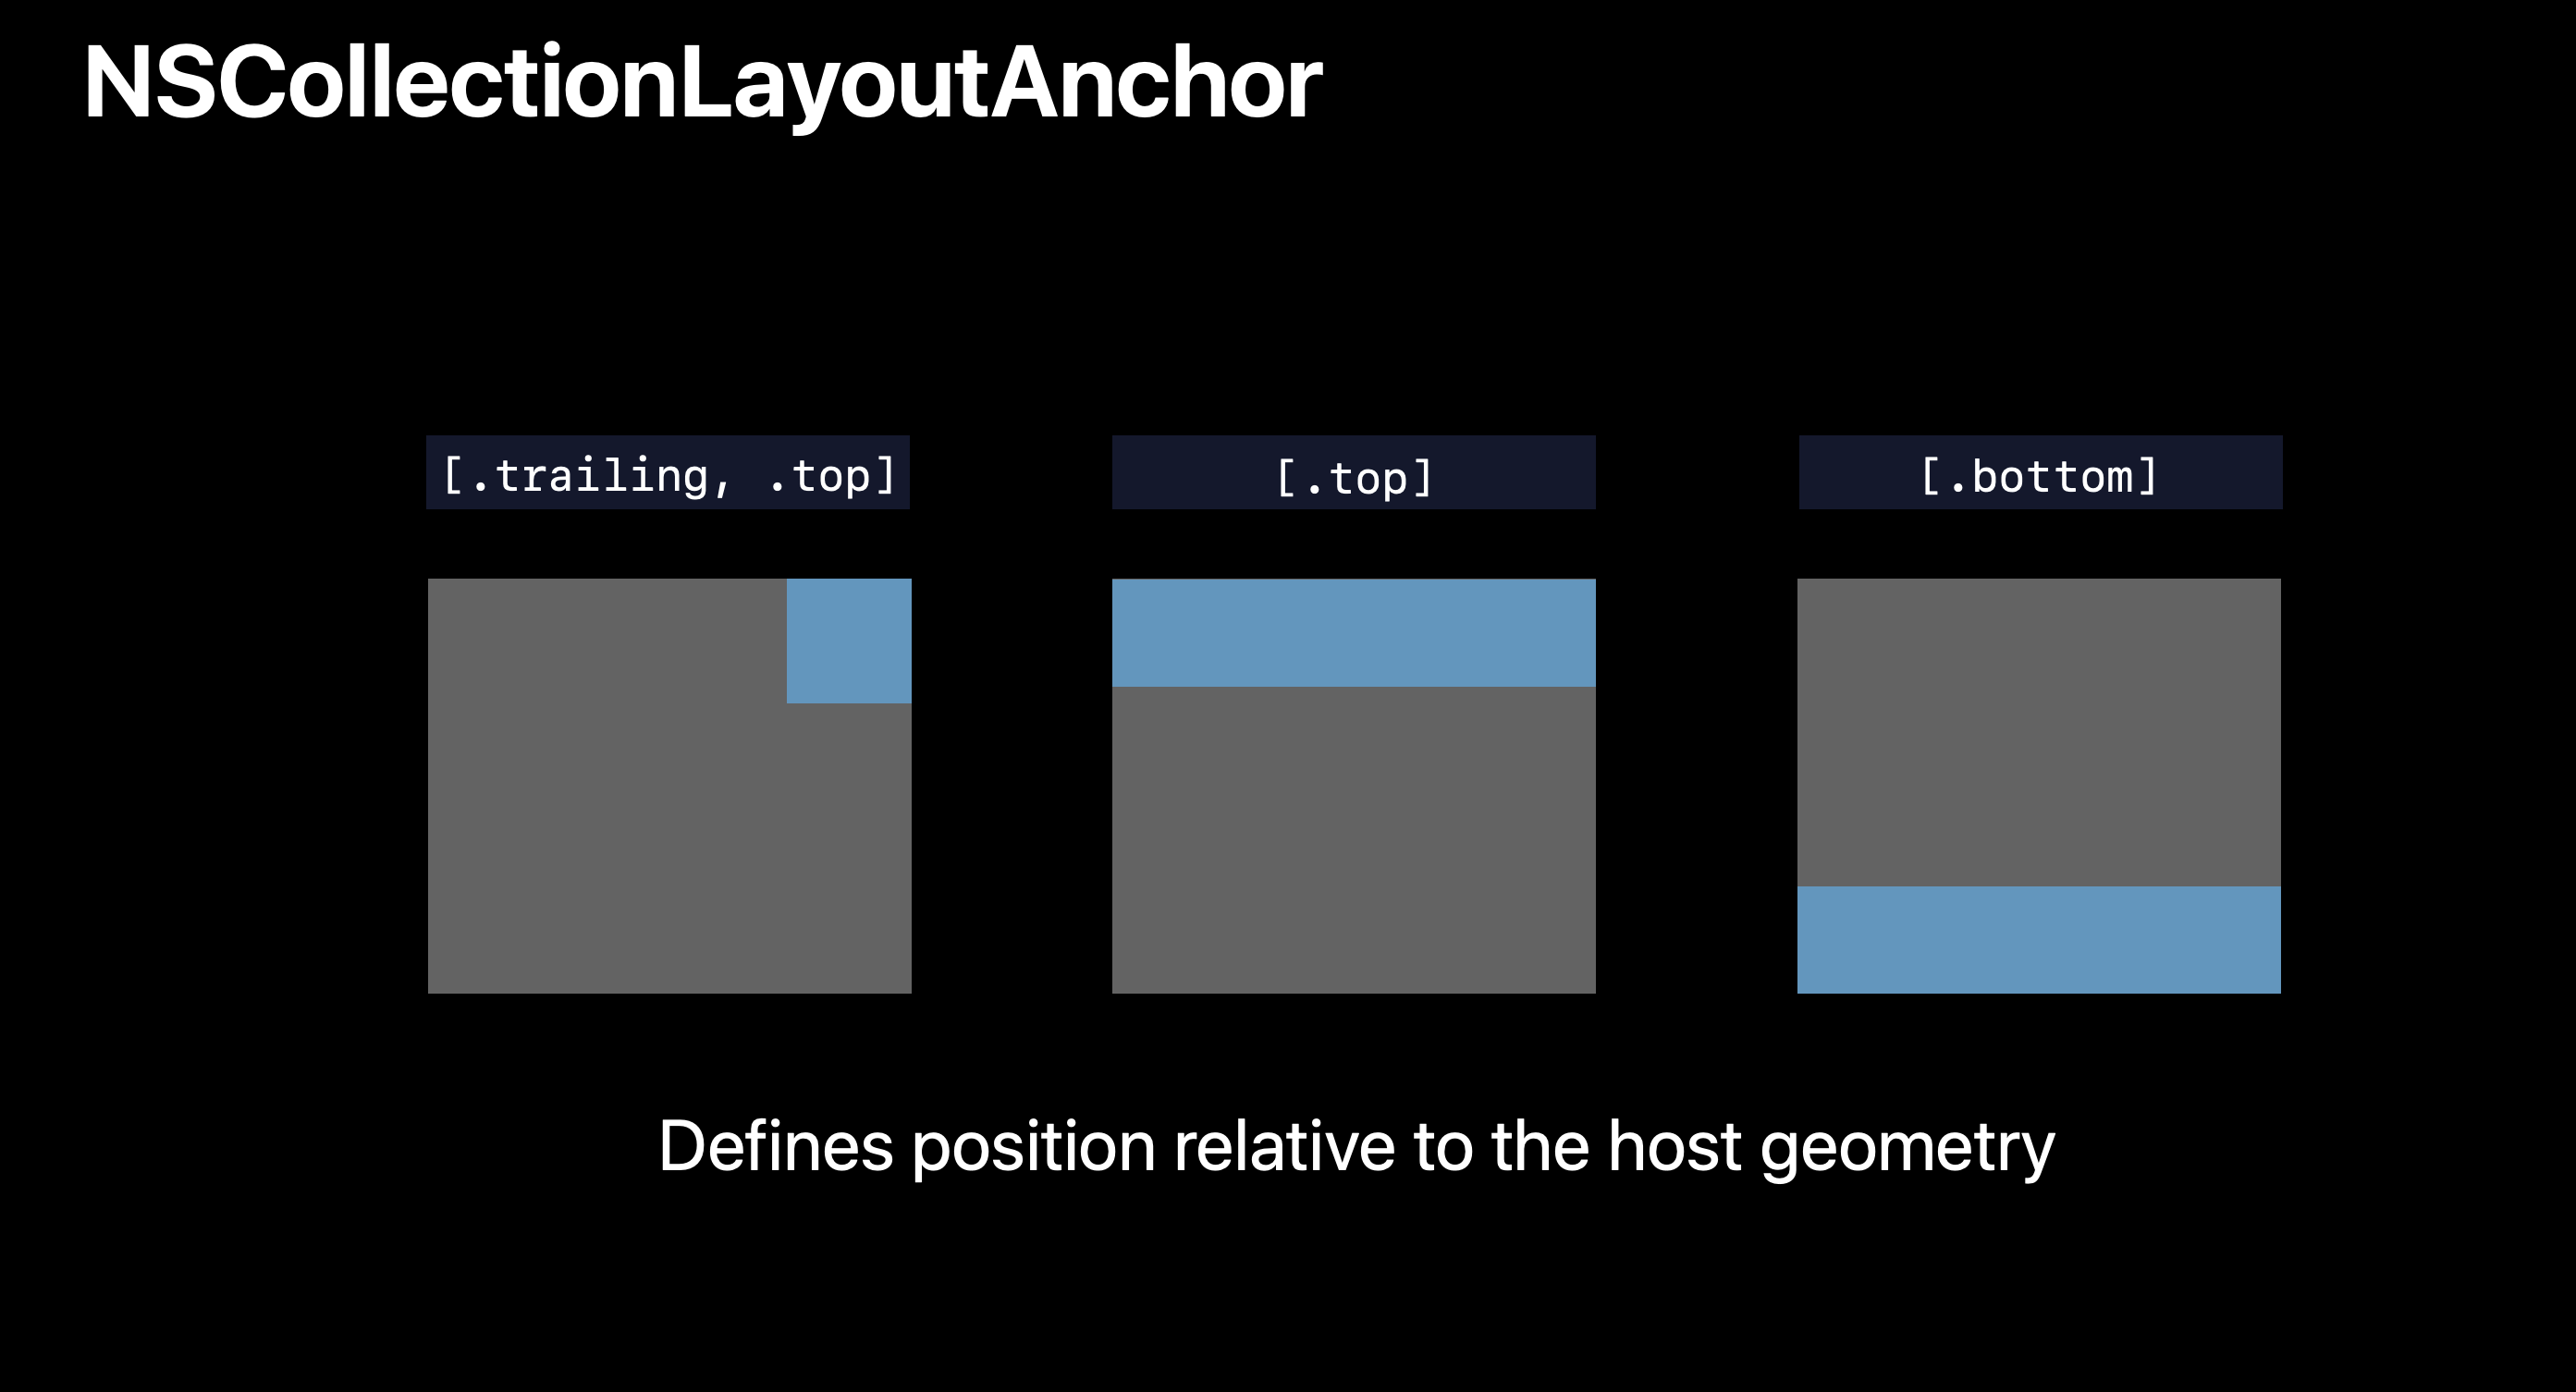 NSCollectionLayoutAnchor
[.trailing, .top]
[.top]
[.bottom]
Defines position relative to the host geometry